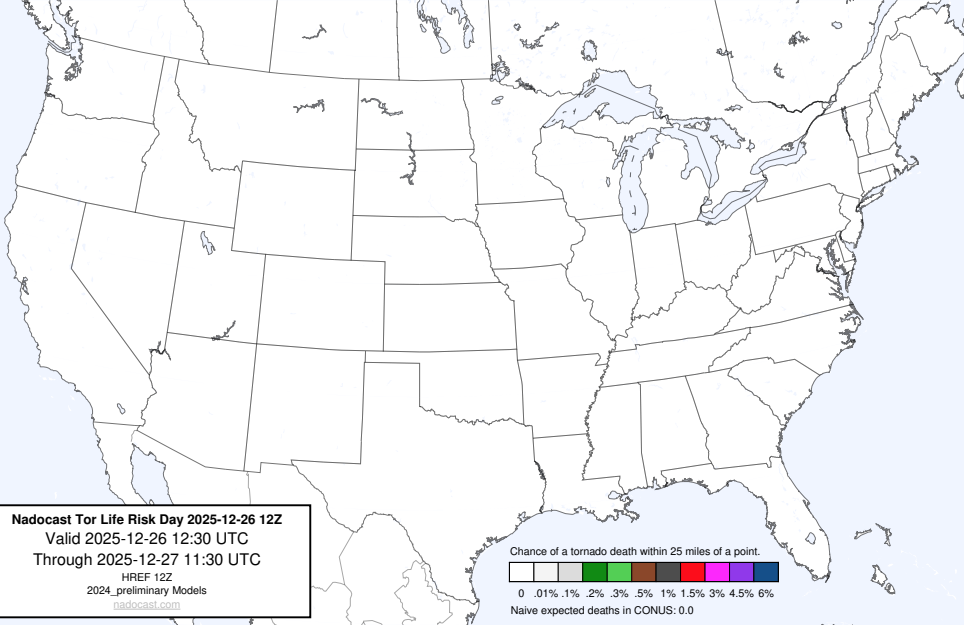 Nadocast Tor Life Risk Day 2025-12-26 12Z
Valid 2025-12-26 12:30 UTC
Through 2025-12-27 11:30 UTC
HREF 12Z
2024_preliminary Models
nadocast.com
Chance of a tornado death within 25 miles of a point.
0 .01% .1% .2% .3% .5% 1% 1.5% 3% 4.5% 6%
Naive expected deaths in CONUS: 0.0